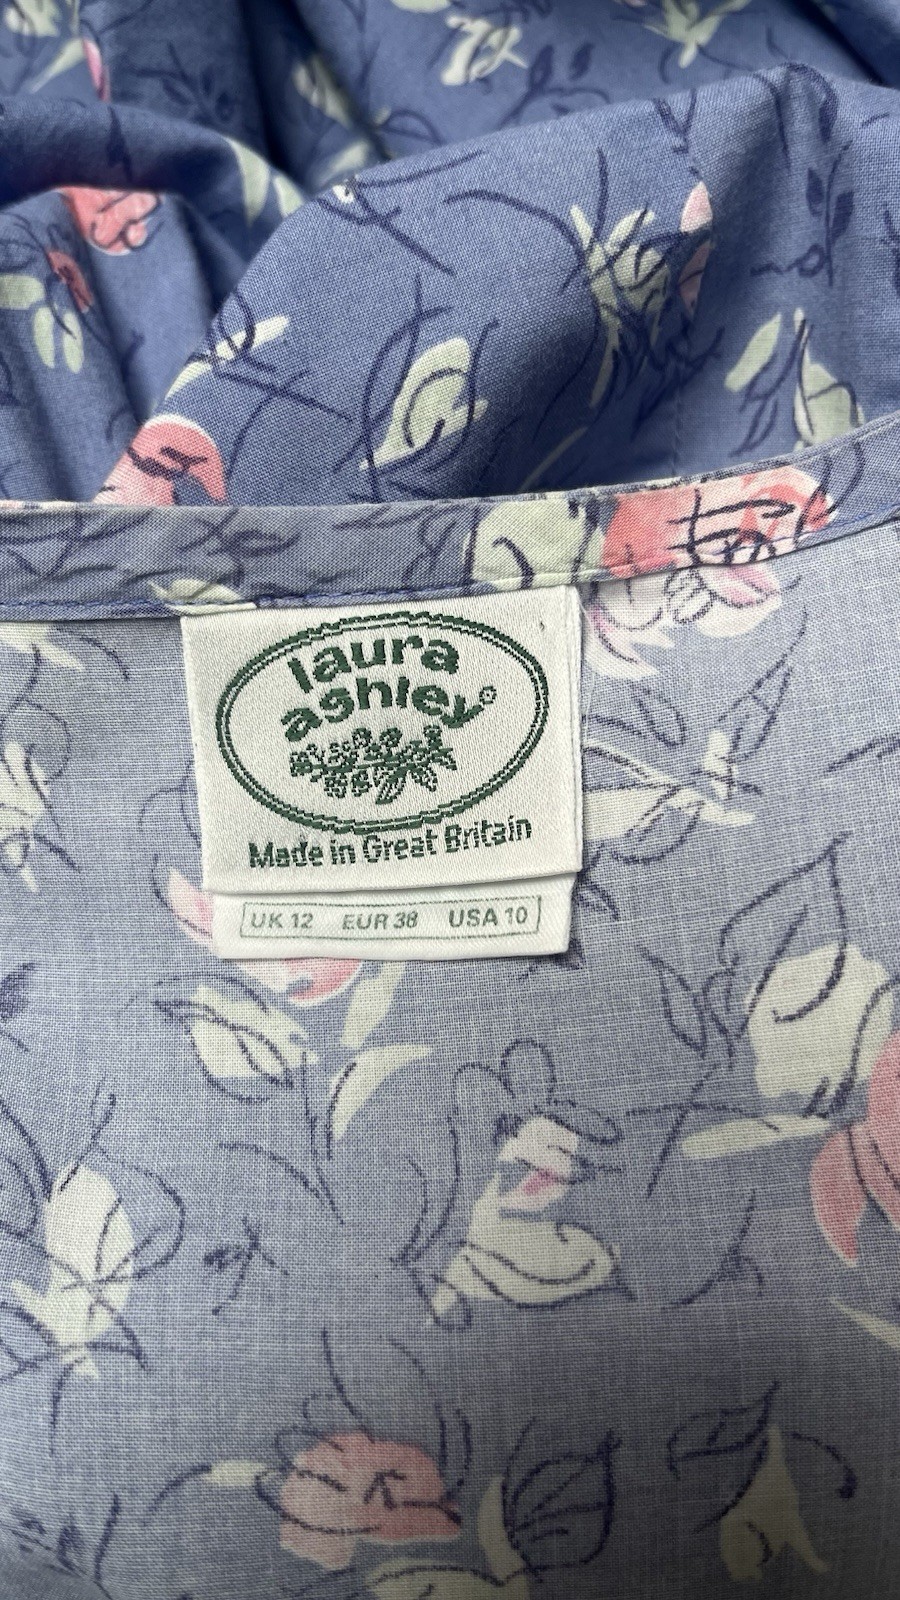 laura
ashley®
Made in Great Britain
UK 12 EUR 38 USA 10